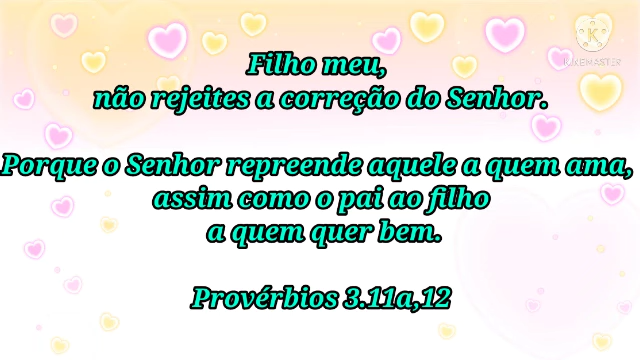 KINEMASTER
Filho meu,
não rejeites a correção do Senhor.
Porque o Senhor repreende aquele a quem ama,
assim como o pai ao filho
a quem quer bem.
Provérbios 3.11a,12